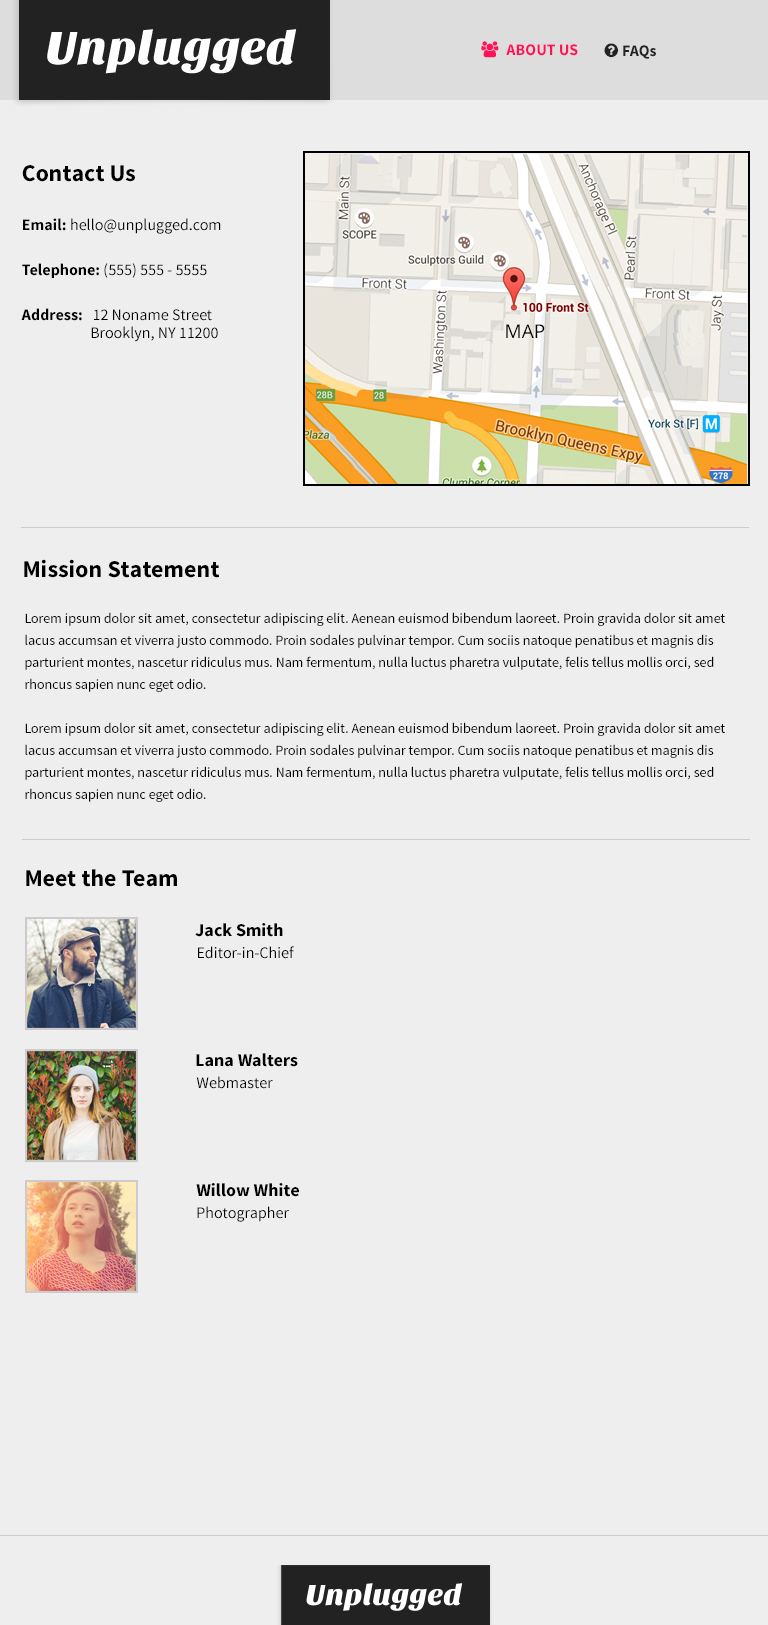 Unplugged
ABOUT US
FAQs
Contact Us
Email: hello@unplugged.com
Telephone: (555) 555 - 5555
Address: 12 Noname Street
Brooklyn, NY 11200
Main St
SCOPE
Anchorage Pl
Sculptors Guild
Pearl St
Front St
100 Front St
Front St
Jay St
MAP
Washington St
28B
28
York St [F]
M
Brooklyn Queens Expy
Plaza
278
Clumber Corner
Mission Statement
Lorem ipsum dolor sit amet, consectetur adipiscing elit. Aenean euismod bibendum laoreet. Proin gravida dolor sit amet
lacus accumsan et viverra justo commodo. Proin sodales pulvinar tempor. Cum sociis natoque penatibus et magnis dis
parturient montes, nascetur ridiculus mus. Nam fermentum, nulla luctus pharetra vulputate, felis tellus mollis orci, sed
rhoncus sapien nunc eget odio.
Lorem ipsum dolor sit amet, consectetur adipiscing elit. Aenean euismod bibendum laoreet. Proin gravida dolor sit amet
lacus accumsan et viverra justo commodo. Proin sodales pulvinar tempor. Cum sociis natoque penatibus et magnis dis
parturient montes, nascetur ridiculus mus. Nam fermentum, nulla luctus pharetra vulputate, felis tellus mollis orci, sed
rhoncus sapien nunc eget odio.
Meet the Team
Jack Smith
Editor-in-Chief
Lana Walters
Webmaster
Willow White
Photographer
Unplugged